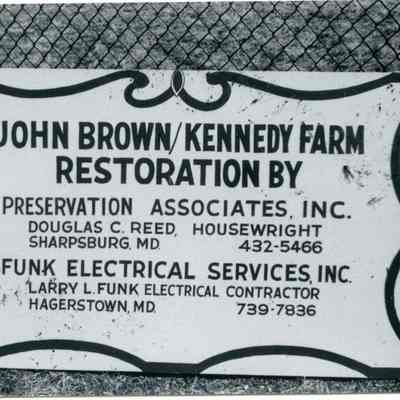 JOHN BROWN/KENNEDY FARM
RESTORATION BY
PRESERVATION ASSOCIATES, INC.
DOUGLAS C. REED, HOUSEWRIGHT
SHARPSBURG, MD. 432-5466
FUNK ELECTRICAL SERVICES, INC.
LARRY L. FUNK ELECTRICAL CONTRACTOR
HAGERSTOWN, MD. 739-7836